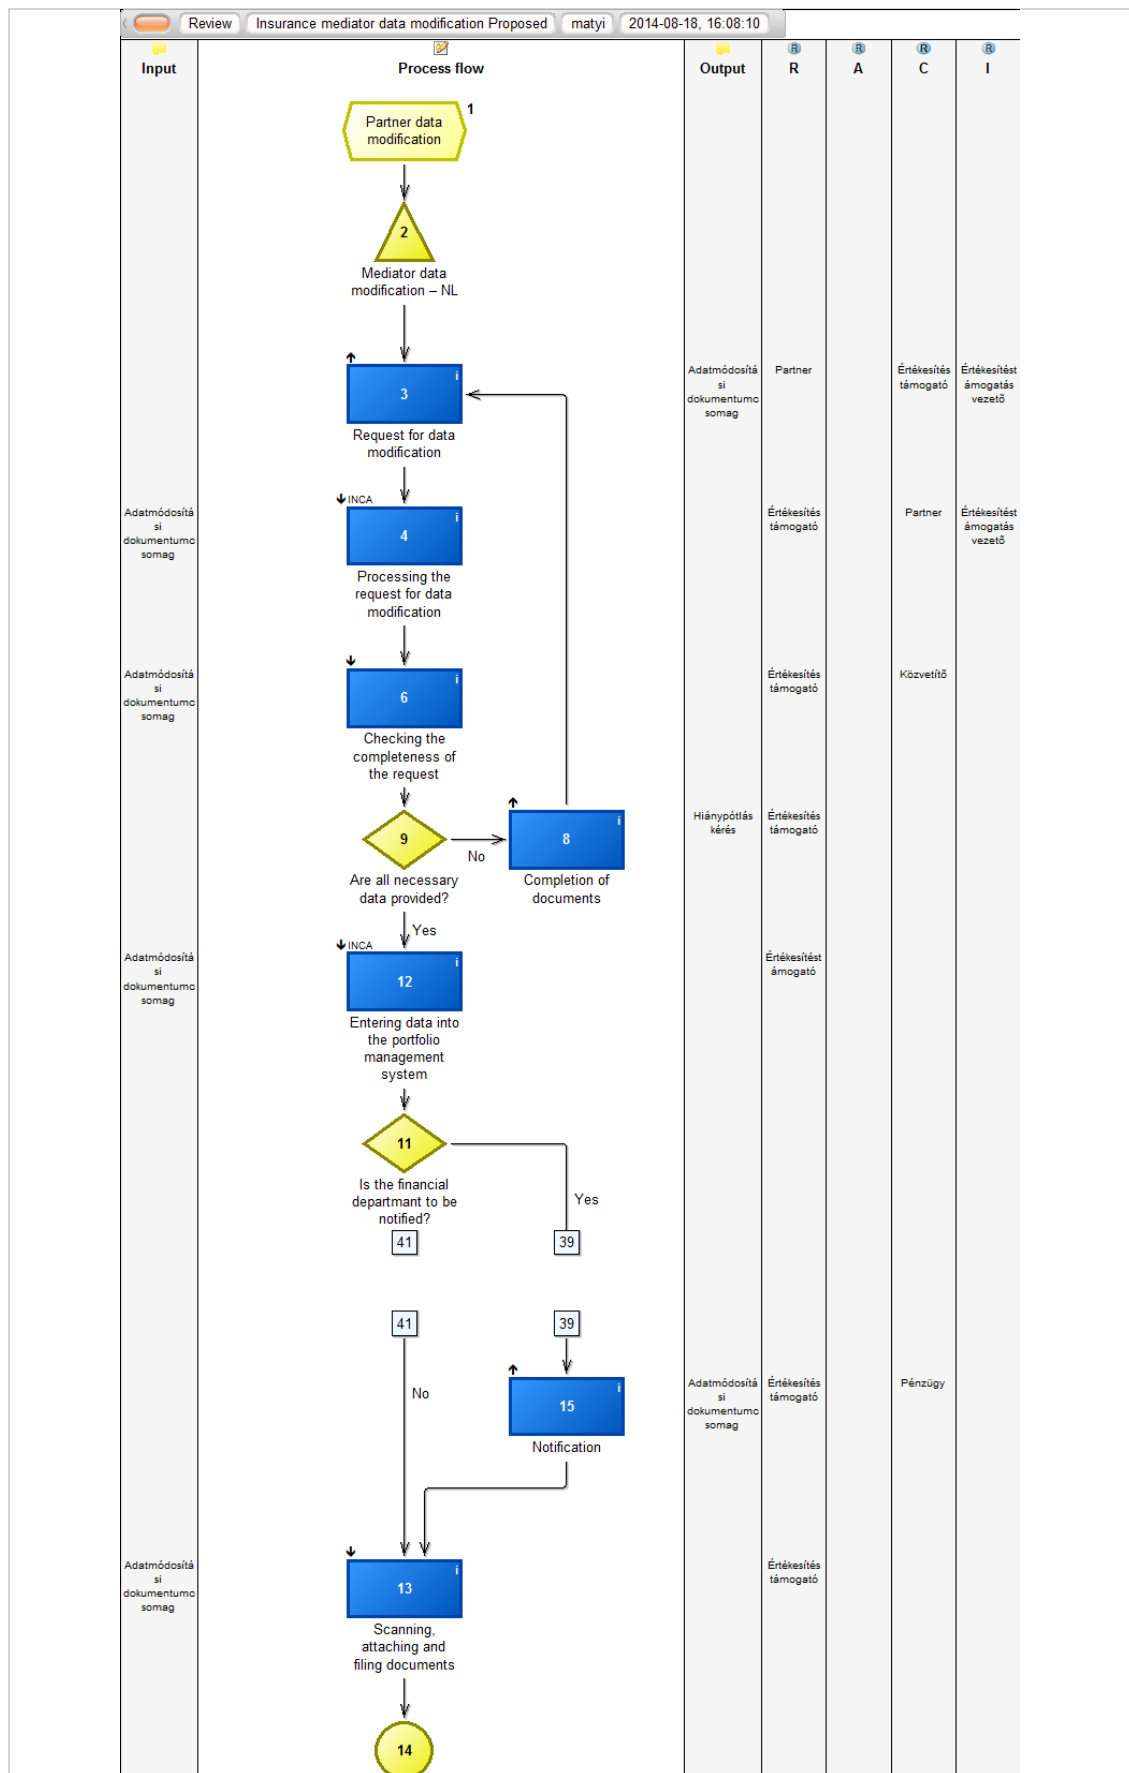 Review Insurance mediator data modification Proposed matyi 2014-08-18, 16:08:10
Input Process flow Output R A C I
R R R R
1
Partner data
modification
2
Mediator data
modification – NL
3
i
Request for data
modification
Adatmódosítá
si
dokumentumc
somag
Partner
Értékesítés
támogató
Értékesítést
ámogatás
vezető
Adatmódosítá
si
dokumentumc
somag
INCA
4
i
Processing the
request for data
modification
Értékesítés
támogató
Partner
Értékesítést
ámogatás
vezető
Adatmódosítá
si
dokumentumc
somag
6
i
Checking the
completeness of
the request
Értékesítés
támogató
Közvetítő
9
No
Are all necessary
data provided?
8
i
Completion of
documents
Hiánypótlás
kérés
Értékesítés
támogató
Yes
Adatmódosítá
si
dokumentumc
somag
INCA
12
i
Entering data into
the portfolio
management
system
Értékesítést
ámogató
11
Is the financial
departmant to be
notified?
Yes
41 39
41 39
No
15
i
Notification
Adatmódosítá
si
dokumentumc
somag
Értékesítés
támogató
Pénzügy
Adatmódosítá
si
dokumentumc
somag
13
i
Scanning,
attaching and
filing documents
Értékesítés
támogató
14